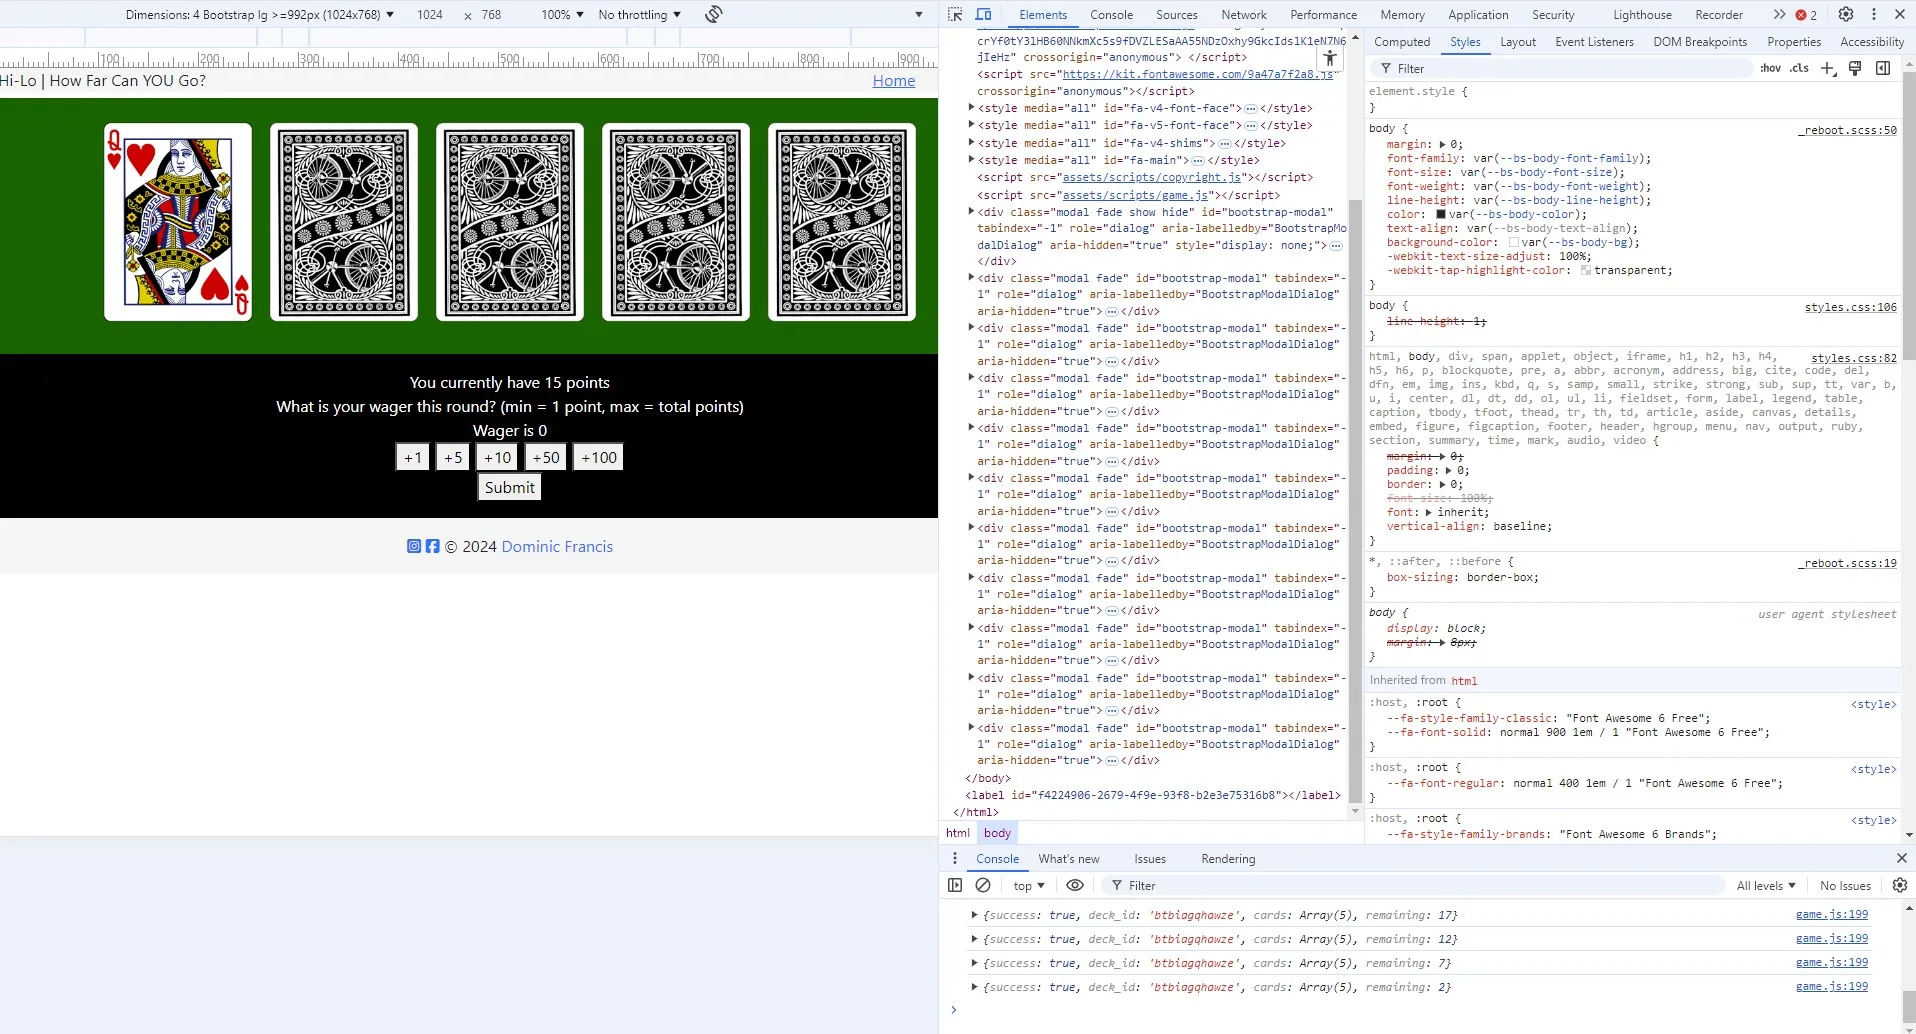 Dimensions: 4 Bootstrap lg >=992px (1024x768) ▼ 1024 x 768 100% ▼ No throttling ▼
Elements Console Sources Network Performance Memory Application Security Lighthouse Recorder 2
100 200 300 400 500 600 700 800 900
Hi-Lo | How Far Can YOU Go? Home
Q
Q
You currently have 15 points
What is your wager this round? (min = 1 point, max = total points)
Wager is 0
+1 +5 +10 +50 +100
Submit
© 2024 Dominic Francis
crYf0tY3lHB60NNkmXc5s9fDVZLESaAA55NDzOxhy9GkcIdslK1eN7N6
jIeHz" crossorigin="anonymous"> </script>
<script src="https://kit.fontawesome.com/9a47a7f2a8.js"
crossorigin="anonymous"></script>
<style media="all" id="fa-v4-font-face">…</style>
<style media="all" id="fa-v5-font-face">…</style>
<style media="all" id="fa-v4-shims">…</style>
<style media="all" id="fa-main">…</style>
<script src="assets/scripts/copyright.js"></script>
<script src="assets/scripts/game.js"></script>
<div class="modal fade show hide" id="bootstrap-modal"
tabindex="-1" role="dialog" aria-labelledby="BootstrapMo
dalDialog" aria-hidden="true" style="display: none;">…
</div>
<div class="modal fade" id="bootstrap-modal" tabindex="-
1" role="dialog" aria-labelledby="BootstrapModalDialog"
aria-hidden="true">…</div>
<div class="modal fade" id="bootstrap-modal" tabindex="-
1" role="dialog" aria-labelledby="BootstrapModalDialog"
aria-hidden="true">…</div>
<div class="modal fade" id="bootstrap-modal" tabindex="-
1" role="dialog" aria-labelledby="BootstrapModalDialog"
aria-hidden="true">…</div>
<div class="modal fade" id="bootstrap-modal" tabindex="-
1" role="dialog" aria-labelledby="BootstrapModalDialog"
aria-hidden="true">…</div>
<div class="modal fade" id="bootstrap-modal" tabindex="-
1" role="dialog" aria-labelledby="BootstrapModalDialog"
aria-hidden="true">…</div>
<div class="modal fade" id="bootstrap-modal" tabindex="-
1" role="dialog" aria-labelledby="BootstrapModalDialog"
aria-hidden="true">…</div>
<div class="modal fade" id="bootstrap-modal" tabindex="-
1" role="dialog" aria-labelledby="BootstrapModalDialog"
aria-hidden="true">…</div>
<div class="modal fade" id="bootstrap-modal" tabindex="-
1" role="dialog" aria-labelledby="BootstrapModalDialog"
aria-hidden="true">…</div>
<div class="modal fade" id="bootstrap-modal" tabindex="-
1" role="dialog" aria-labelledby="BootstrapModalDialog"
aria-hidden="true">…</div>
<div class="modal fade" id="bootstrap-modal" tabindex="-
1" role="dialog" aria-labelledby="BootstrapModalDialog"
aria-hidden="true">…</div>
</body>
<label id="f4224906-2679-4f9e-93f8-b2e3e75316b8"></label>
</html>
html body
Computed Styles Layout Event Listeners DOM Breakpoints Properties Accessibility
Filter :hov .cls
element.style {
}
body { _reboot.scss:50
margin: 0;
font-family: var(--bs-body-font-family);
font-size: var(--bs-body-font-size);
font-weight: var(--bs-body-font-weight);
line-height: var(--bs-body-line-height);
color: var(--bs-body-color);
text-align: var(--bs-body-text-align);
background-color: var(--bs-body-bg);
-webkit-text-size-adjust: 100%;
-webkit-tap-highlight-color: transparent;
}
body { styles.css:106
line-height: 1;
}
html, body, div, span, applet, object, iframe, h1, h2, h3, h4, styles.css:82
h5, h6, p, blockquote, pre, a, abbr, acronym, address, big, cite, code, del,
dfn, em, img, ins, kbd, q, s, samp, small, strike, strong, sub, sup, tt, var, b,
u, i, center, dl, dt, dd, ol, ul, li, fieldset, form, label, legend, table,
caption, tbody, tfoot, thead, tr, th, td, article, aside, canvas, details,
embed, figure, figcaption, footer, header, hgroup, menu, nav, output, ruby,
section, summary, time, mark, audio, video {
margin: 0;
padding: 0;
border: 0;
font-size: 100%;
font: inherit;
vertical-align: baseline;
}
*, ::after, ::before { _reboot.scss:19
box-sizing: border-box;
}
body { user agent stylesheet
display: block;
margin: 8px;
}
Inherited from html
:host, :root { <style>
--fa-style-family-classic: "Font Awesome 6 Free";
--fa-font-solid: normal 900 1em / 1 "Font Awesome 6 Free";
}
:host, :root { <style>
--fa-font-regular: normal 400 1em / 1 "Font Awesome 6 Free";
}
:host, :root { <style>
--fa-style-family-brands: "Font Awesome 6 Brands";
Console What's new Issues Rendering
top ▼ Filter All levels ▼ No Issues
{success: true, deck_id: 'btbiagqhawze', cards: Array(5), remaining: 17} game.js:199
{success: true, deck_id: 'btbiagqhawze', cards: Array(5), remaining: 12} game.js:199
{success: true, deck_id: 'btbiagqhawze', cards: Array(5), remaining: 7} game.js:199
{success: true, deck_id: 'btbiagqhawze', cards: Array(5), remaining: 2} game.js:199